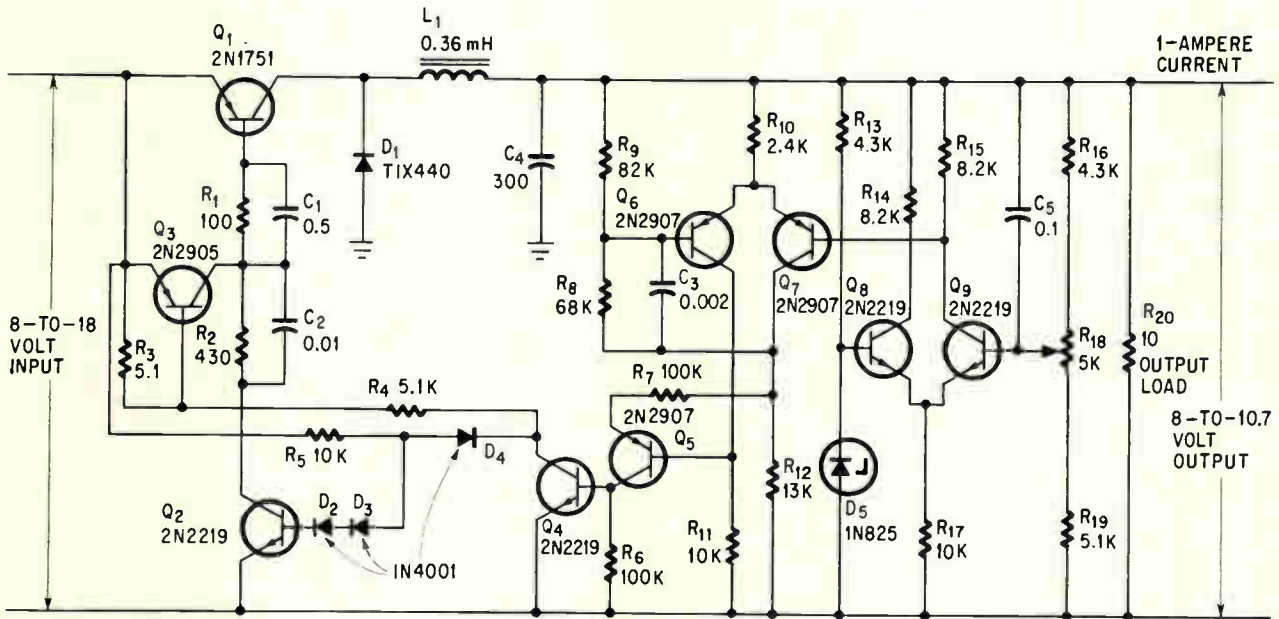 Q1
2N1751
L1
0.36 mH
1-AMPERE
CURRENT
D1
TIX440
C4
300
R9
82K
R10
2.4K
R13
4.3K
R15
8.2K
R16
4.3K
R1
100
C1
0.5
Q6
2N2907
R14
8.2K
C5
0.1
Q3
2N2905
R8
68K
C3
0.002
Q7
2N2907
Q8
2N2219
Q9
2N2219
R18
5K
R20
10
OUTPUT
LOAD
8-TO-18
VOLT
INPUT
R3
5.1
R2
430
C2
0.01
R4 5.1K
R7 100K
2N2907
Q5
8-TO-10.7
VOLT
OUTPUT
R5 10K
D4
R12
13K
D5
1N825
R17
10K
R19
5.1K
Q2
2N2219
D2 D3
IN4001
Q4
2N2219
R6
100K
R11
10K